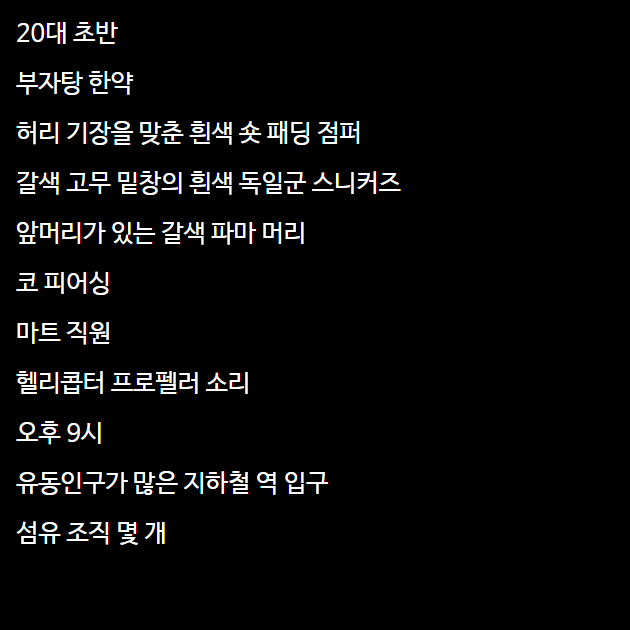 20대 초반
부자탕 한약
허리 기장을 맞춘 흰색 숏 패딩 점퍼
갈색 고무 밑창의 흰색 독일군 스니커즈
앞머리가 있는 갈색 파마 머리
코 피어싱
마트 직원
헬리콥터 프로펠러 소리
오후 9시
유동인구가 많은 지하철 역 입구
섬유 조직 몇 개